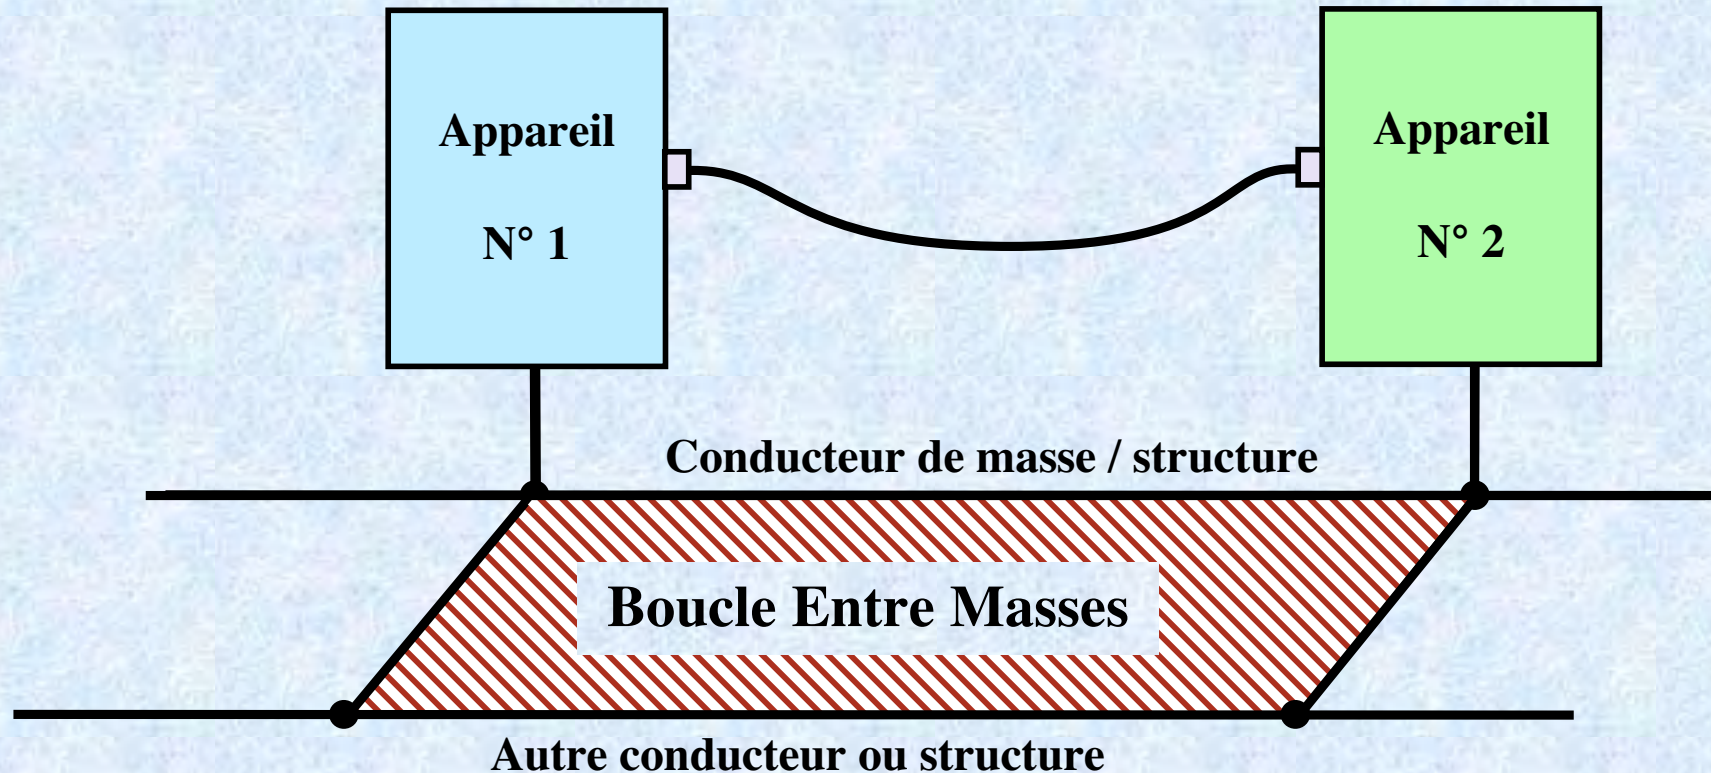 Appareil
N° 1
Appareil
N° 2
Conducteur de masse / structure
Boucle Entre Masses
Autre conducteur ou structure